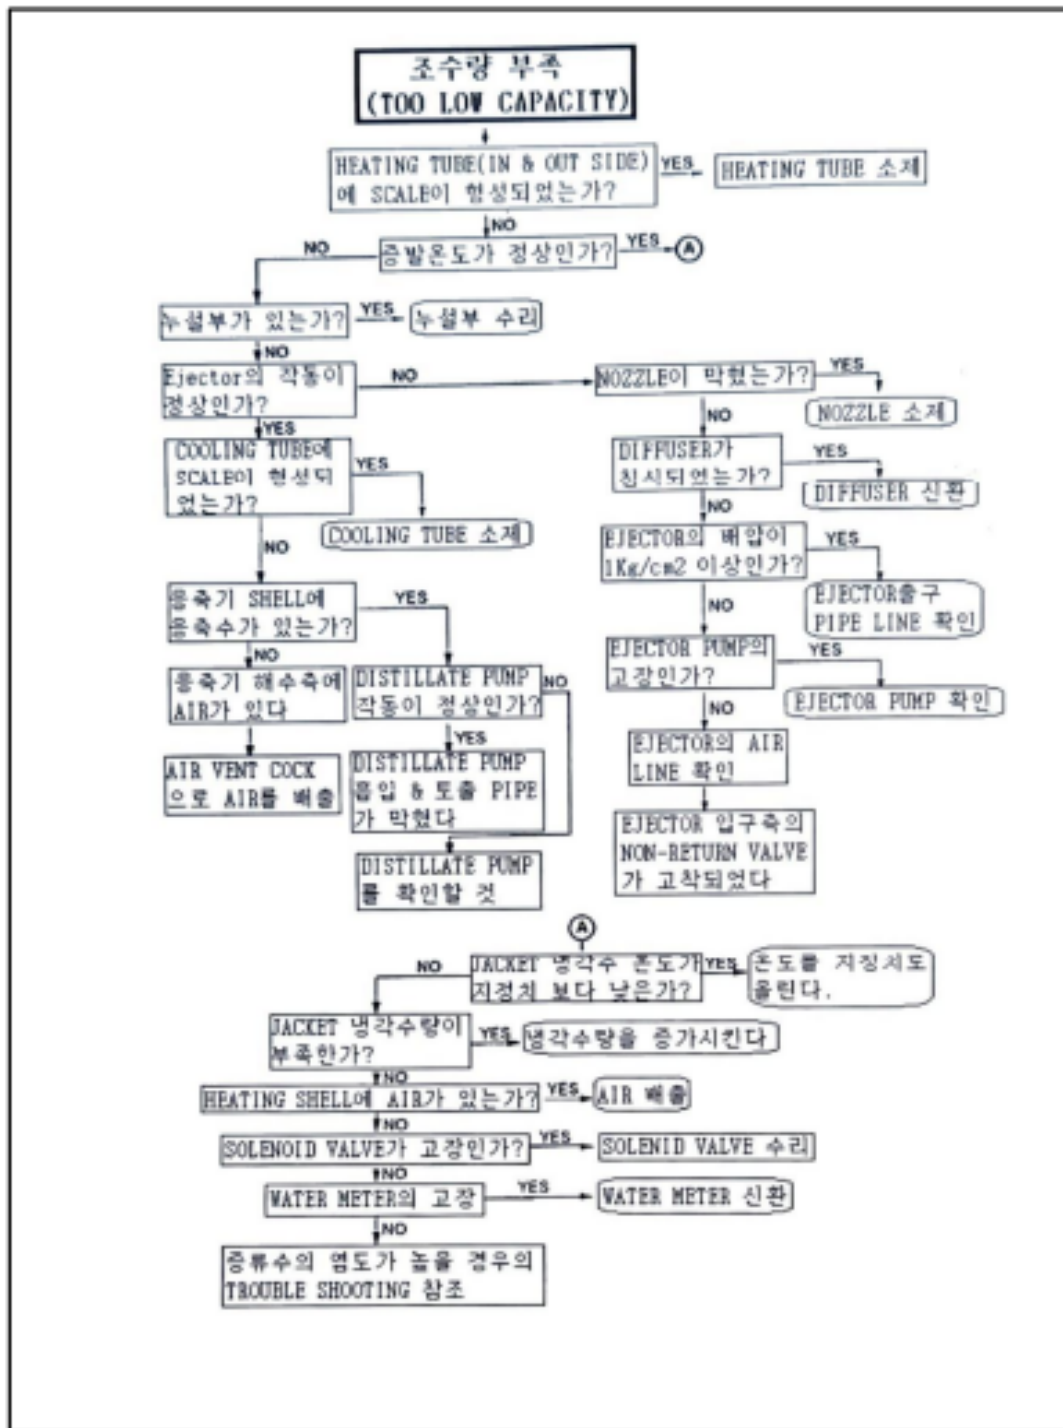 조수량 부족
(TOO LOW CAPACITY)
HEATING TUBE(IN & OUT SIDE)
에 SCALE이 형성되었는가?
YES
HEATING TUBE 소제
NO
증발온도가 정상인가?
YES
A
NO
누설부가 있는가?
YES
누설부 수리
NO
Ejector의 작동이
정상인가?
NO
NOZZLE이 막혔는가?
YES
NOZZLE 소제
YES
NO
COOLING TUBE에
SCALE이 형성되
었는가?
YES
COOLING TUBE 소제
DIFFUSER가
침식되었는가?
YES
DIFFUSER 신환
NO
NO
EJECTOR의 배압이
1Kg/cm2 이상인가?
YES
EJECTOR출구
PIPE LINE 확인
응축기 SHELL에
응축수가 있는가?
YES
NO
EJECTOR PUMP의
고장인가?
YES
EJECTOR PUMP 확인
NO
응축기 해수측에
AIR가 있다
DISTILLATE PUMP
작동이 정상인가?
NO
NO
EJECTOR의 AIR
LINE 확인
YES
AIR VENT COCK
으로 AIR를 배출
DISTILLATE PUMP
흡입 & 토출 PIPE
가 막혔다
EJECTOR 입구측의
NON-RETURN VALVE
가 고착되었다
DISTILLATE PUMP
를 확인할 것
A
JACKET 냉각수 온도가
지정치 보다 낮은가?
YES
온도를 지정치도
올린다.
NO
JACKET 냉각수량이
부족한가?
YES
냉각수량을 증가시킨다
NO
HEATING SHELL에 AIR가 있는가?
YES
AIR 배출
NO
SOLENOID VALVE가 고장인가?
YES
SOLENID VALVE 수리
NO
WATER METER의 고장
YES
WATER METER 신환
NO
증류수의 염도가 높을 경우의
TROUBLE SHOOTING 참조